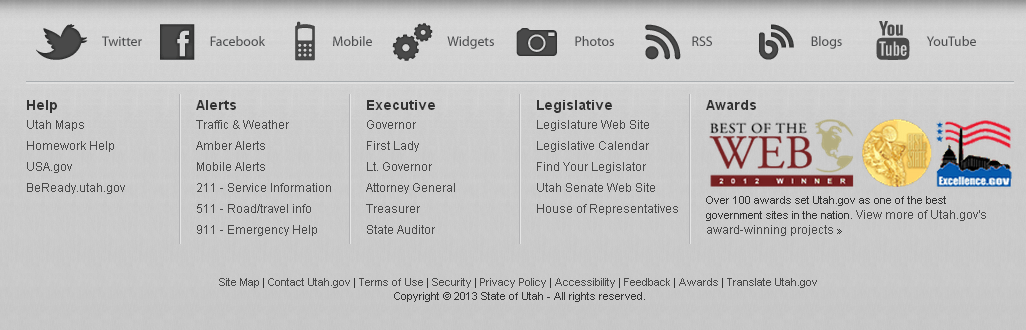 Twitter
Facebook
Mobile
Widgets
Photos
RSS
Blogs
You
Tube
YouTube
Help
Utah Maps
Homework Help
USA.gov
BeReady.utah.gov
Alerts
Traffic & Weather
Amber Alerts
Mobile Alerts
211 - Service Information
511 - Road/travel info
911 - Emergency Help
Executive
Governor
First Lady
Lt. Governor
Attorney General
Treasurer
State Auditor
Legislative
Legislature Web Site
Legislative Calendar
Find Your Legislator
Utah Senate Web Site
House of Representatives
Awards
BEST OF THE
WEB
2012 WINNER
Excellence.gov
Over 100 awards set Utah.gov as one of the best
government sites in the nation. View more of Utah.gov's
award-winning projects »
Site Map | Contact Utah.gov | Terms of Use | Security | Privacy Policy | Accessibility | Feedback | Awards | Translate Utah.gov
Copyright © 2013 State of Utah - All rights reserved.